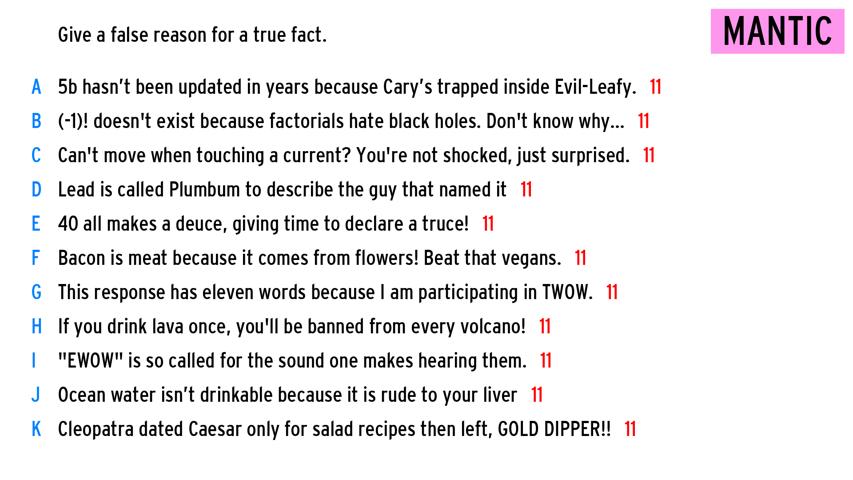 Give a false reason for a true fact.
MANTIC
A 5b hasn’t been updated in years because Cary’s trapped inside Evil-Leafy. 11
B (-1)! doesn't exist because factorials hate black holes. Don't know why... 11
C Can't move when touching a current? You're not shocked, just surprised. 11
D Lead is called Plumbum to describe the guy that named it 11
E 40 all makes a deuce, giving time to declare a truce! 11
F Bacon is meat because it comes from flowers! Beat that vegans. 11
G This response has eleven words because I am participating in TWOW. 11
H If you drink lava once, you'll be banned from every volcano! 11
I "EWOW" is so called for the sound one makes hearing them. 11
J Ocean water isn’t drinkable because it is rude to your liver 11
K Cleopatra dated Caesar only for salad recipes then left, GOLD DIPPER!! 11